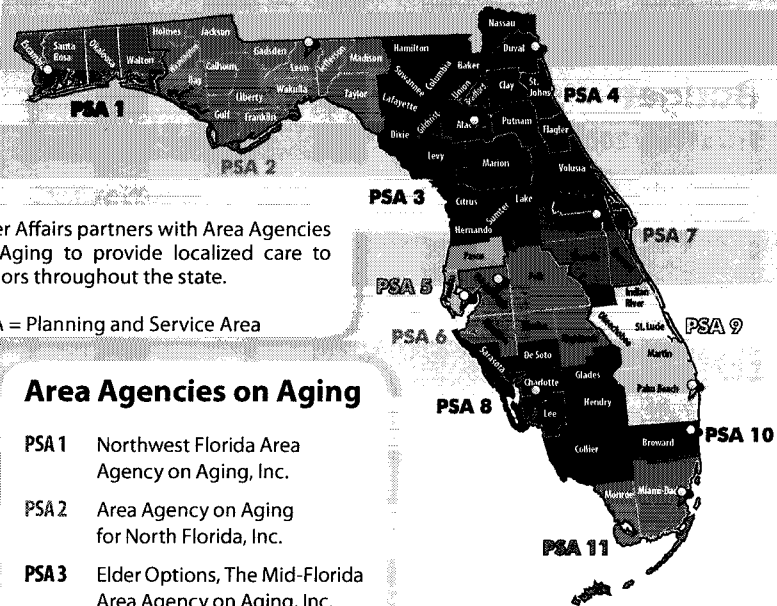 Nassau
Holmes
Jackson
Escambia
Santa
Rosa
Okaloosa
Walton
Washington
Bay
Calhoun
Gadsden
Leon
Jefferson
Madison
Liberty
Wakulla
Gulf
Franklin
Taylor
Hamilton
Suwannee
Columbia
Baker
Duval
Lafayette
Union
Bradford
Clay
St.
Johns
Dixie
Gilchrist
Putnam
Flagler
Levy
Marion
Volusia
Citrus
Sumter
Lake
Hernando
PSA 1
PSA 2
PSA 3
PSA 4
er Affairs partners with Area Agencies
Aging to provide localized care to
ors throughout the state.
A = Planning and Service Area
Pasco
Polk
Indian
River
PSA 5
PSA 6
PSA 7
Okeechobee
St. Lucie
PSA 9
Martin
Sarasota
De Soto
Charlotte
Glades
Palm Beach
Lee
Hendry
PSA 8
Collier
Broward
PSA 10
Monroe
Miami-Dad
PSA 11
Area Agencies on Aging
PSA 1 Northwest Florida Area
Agency on Aging, Inc.
PSA 2 Area Agency on Aging
for North Florida, Inc.
PSA 3 Elder Options, The Mid-Florida
Area Agency on Aging, Inc.